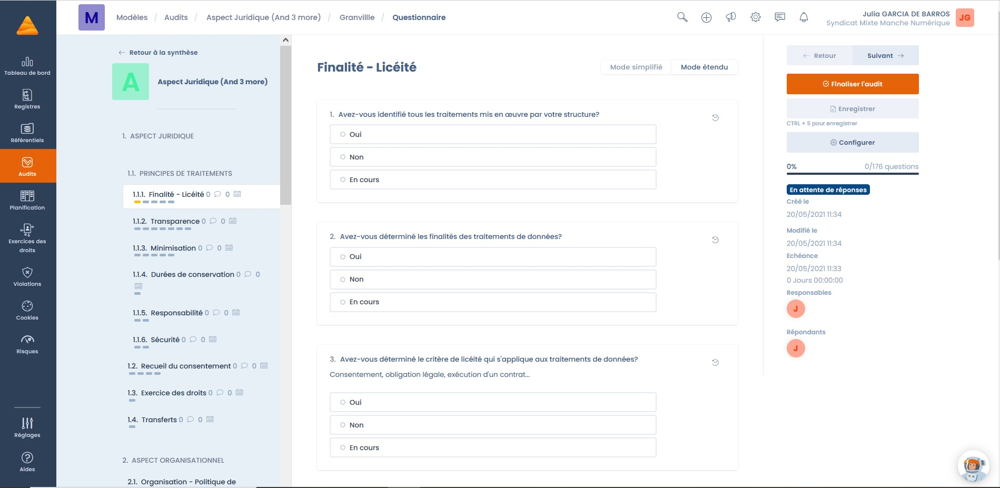 M
Modèles / Audits / Aspect Juridique (And 3 more) / Granvillle / Questionnaire
Julia GARCIA DE BARROS
Syndicat Mixte Manche Numérique
JG
Tableau de bord
Registres
Référentiels
Audits
Planification
Exercices des
droits
Violations
Cookies
Risques
Réglages
Aides
← Retour à la synthèse
A
Aspect Juridique (And 3 more)
1. ASPECT JURIDIQUE
1.1. PRINCIPES DE TRAITEMENTS
1.1.1. Finalité - Licéité 0 0
1.1.2. Transparence 0 0
1.1.3. Minimisation 0 0
1.1.4. Durées de conservation 0 0
1.1.5. Responsabilité 0 0
1.1.6. Sécurité 0 0
1.2. Recueil du consentement 0 0
1.3. Exercice des droits 0 0
1.4. Transferts 0 0
2. ASPECT ORGANISATIONNEL
2.1. Organisation - Politique de
Finalité - Licéité
Mode simplifié
Mode étendu
1. Avez-vous identifié tous les traitements mis en œuvre par votre structure?
Oui
Non
En cours
2. Avez-vous déterminé les finalités des traitements de données?
Oui
Non
En cours
3. Avez-vous déterminé le critère de licéité qui s'applique aux traitements de données?
Consentement, obligation légale, exécution d'un contrat...
Oui
Non
En cours
← Retour
Suivant →
Finaliser l'audit
Enregistrer
CTRL + S pour enregistrer
Configurer
0% 0/176 questions
En attente de réponses
Créé le
20/05/2021 11:34
Modifié le
20/05/2021 11:34
Echéance
20/05/2021 11:33
0 Jours 00:00:00
Responsables
J
Répondants
J